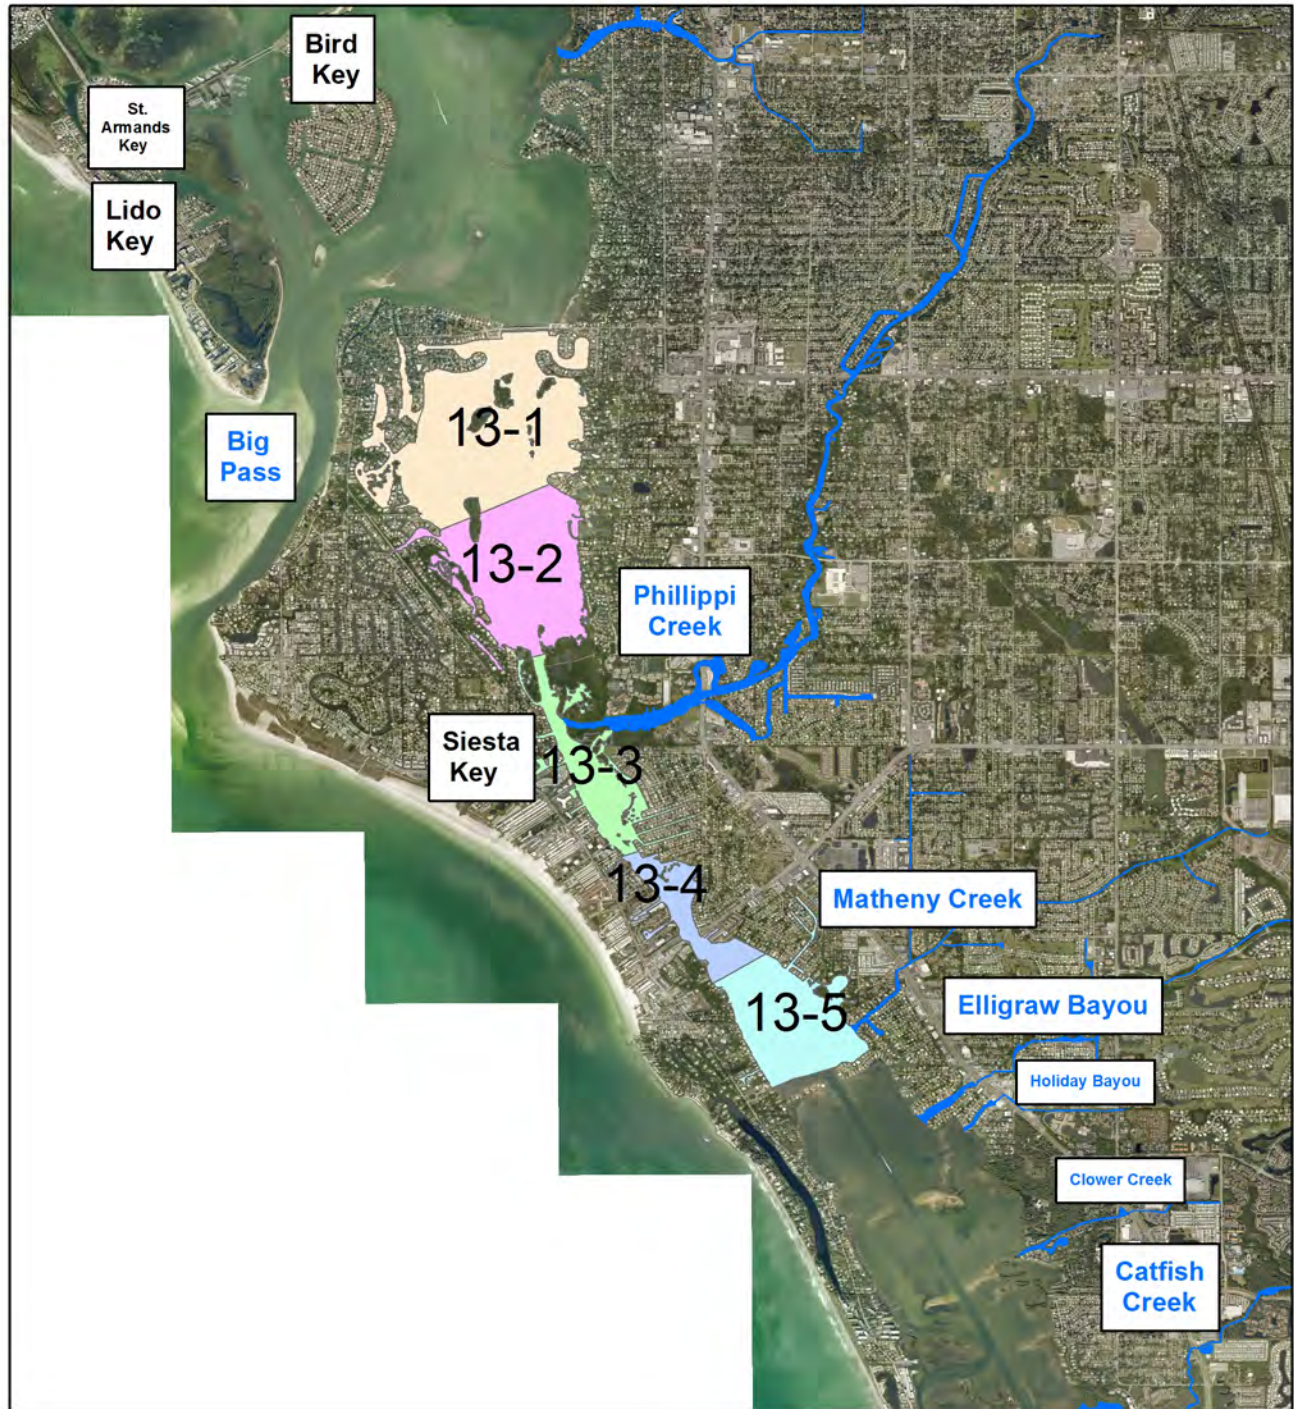 Bird
Key
St.
Armands
Key
Lido
Key
13-1
Big
Pass
13-2
Phillippi
Creek
Siesta
Key
13-3
13-4
Matheny Creek
13-5
Elligraw Bayou
Holiday Bayou
Clower Creek
Catfish
Creek